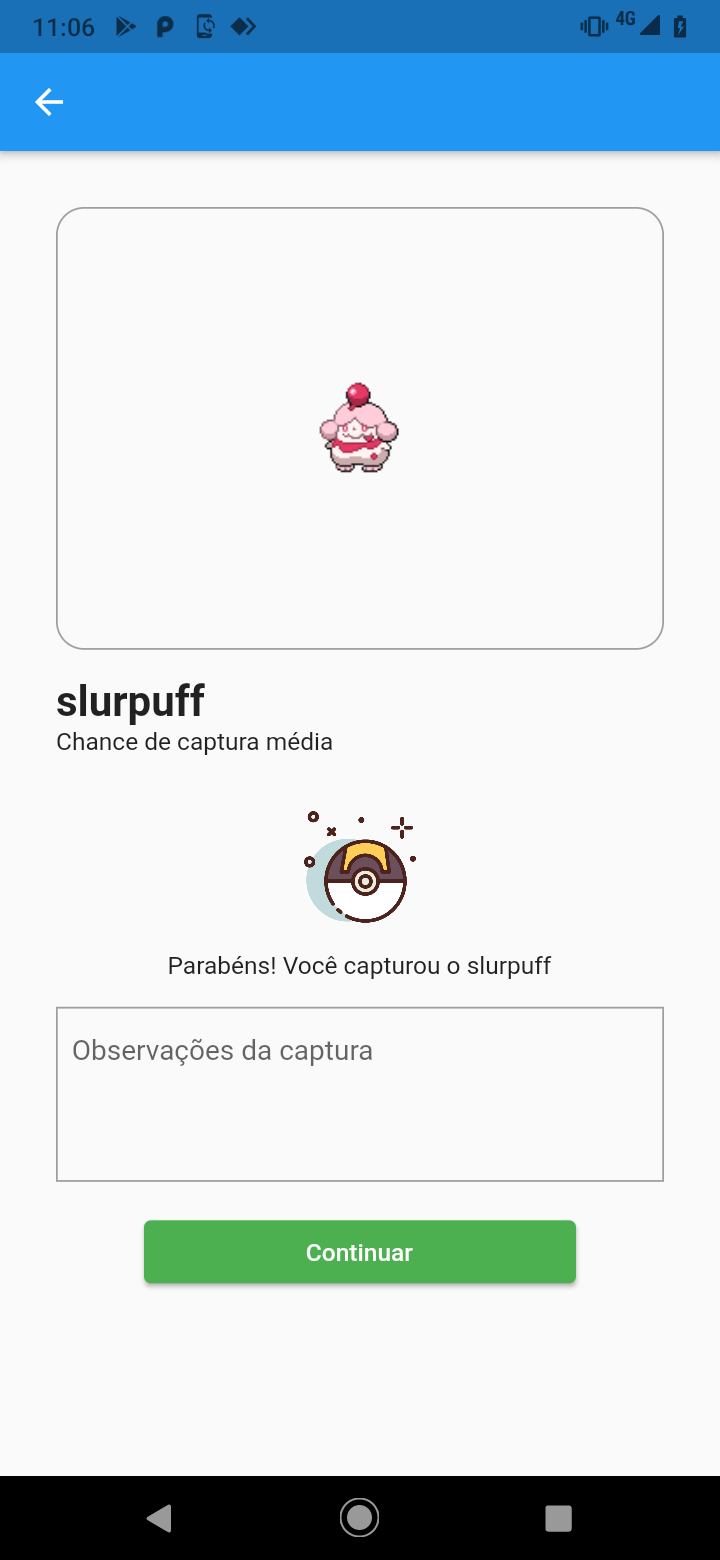 11:06
4G
slurpuff
Chance de captura média
Parabéns! Você capturou o slurpuff
Observações da captura
Continuar